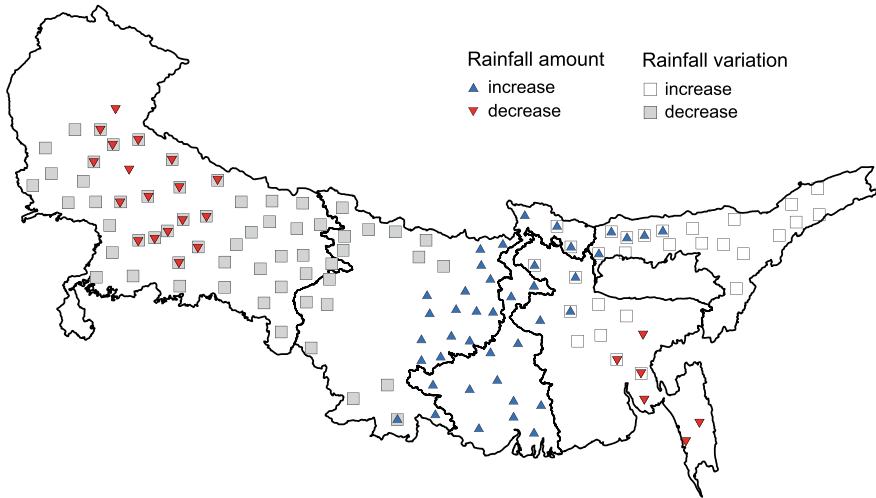 Rainfall amount
increase
decrease
Rainfall variation
increase
decrease